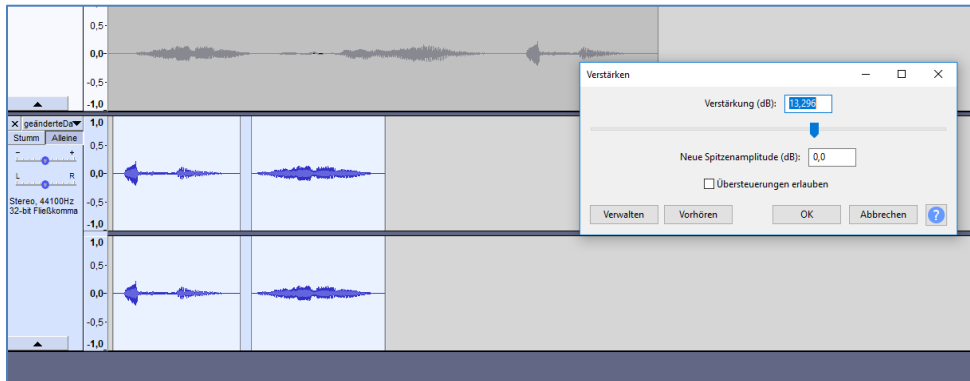 0,5
0,0
-0,5
-1,0
geänderteDa
Stumm Alleine
- +
L R
Stereo, 44100Hz
32-bit Fließkomma
1,0
0,5
0,0
-0,5
-1,0
1,0
0,5
0,0
-0,5
-1,0
Verstärken
Verstärkung (dB): 13,296
Neue Spitzenamplitude (dB): 0,0
Übersteuerungen erlauben
Verwalten Vorhören OK Abbrechen ?